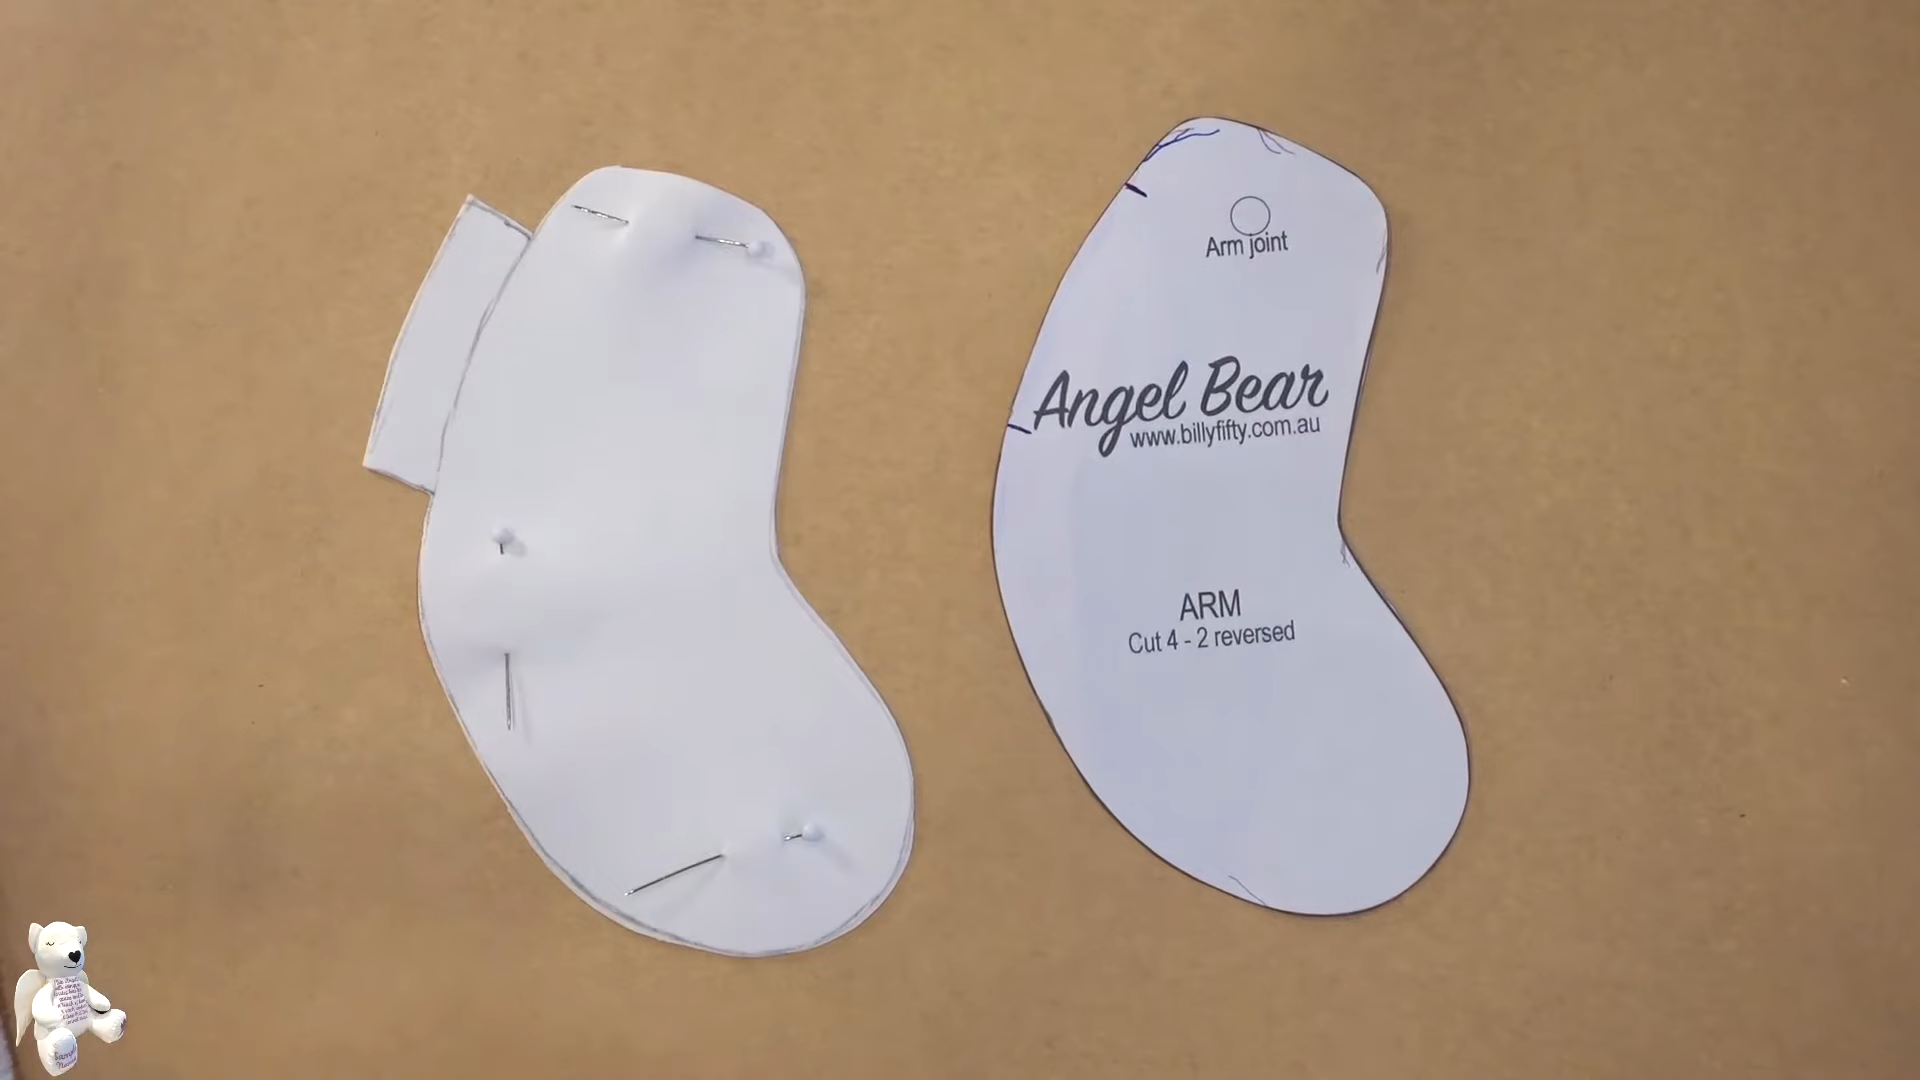 Arm joint
Angel Bear
www.billyfifty.com.au
ARM
Cut 4 - 2 reversed